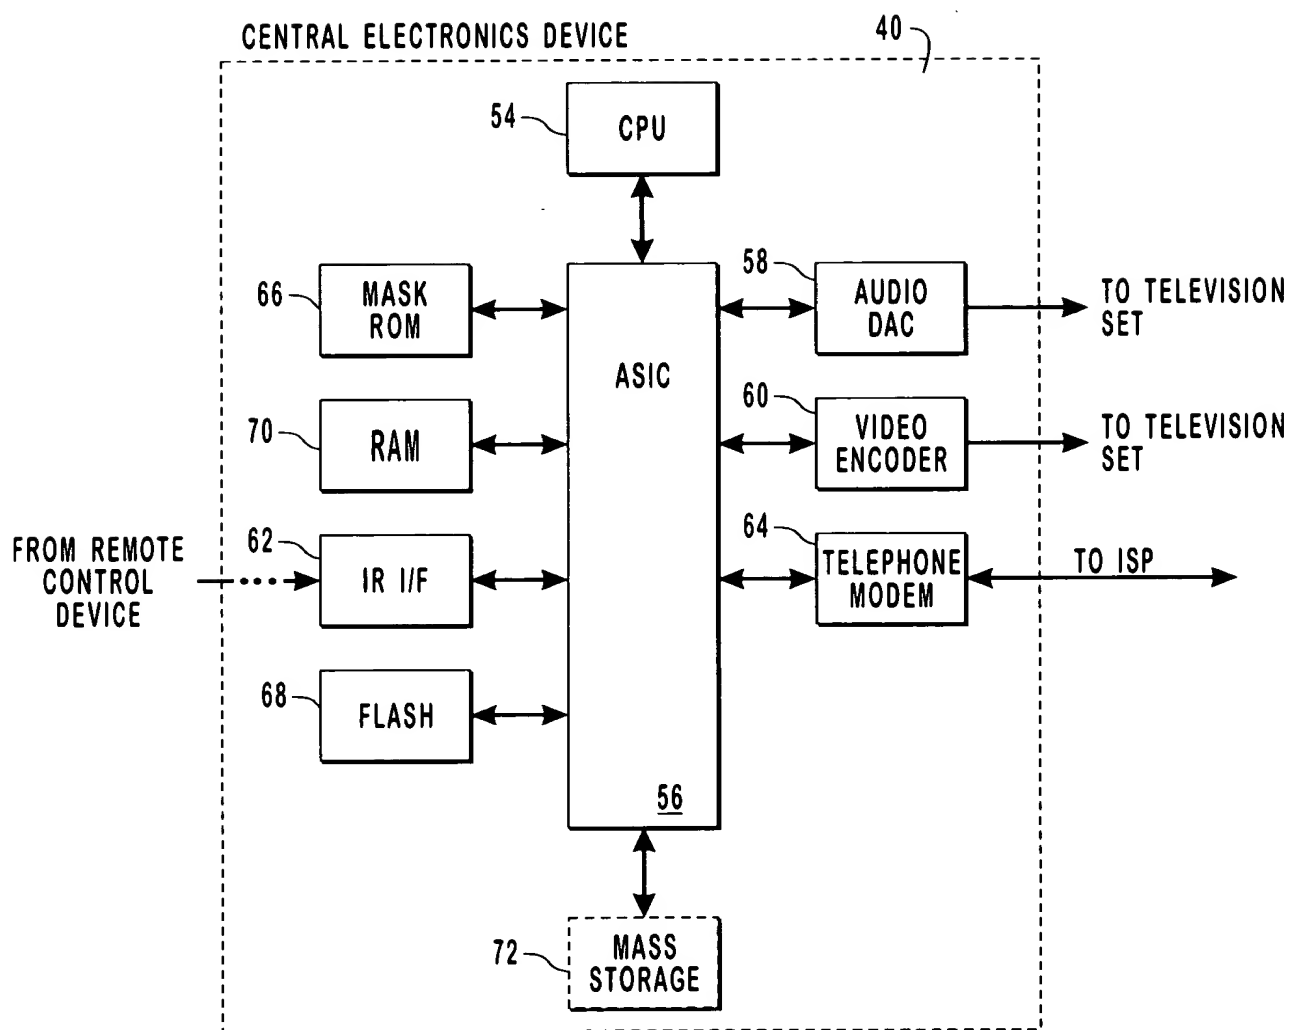 CENTRAL ELECTRONICS DEVICE
40
54
CPU
66
MASK
ROM
58
AUDIO
DAC
TO TELEVISION
SET
ASIC
70
RAM
60
VIDEO
ENCODER
TO TELEVISION
SET
FROM REMOTE
CONTROL
DEVICE
62
IR I/F
64
TELEPHONE
MODEM
TO ISP
68
FLASH
56
72
MASS
STORAGE